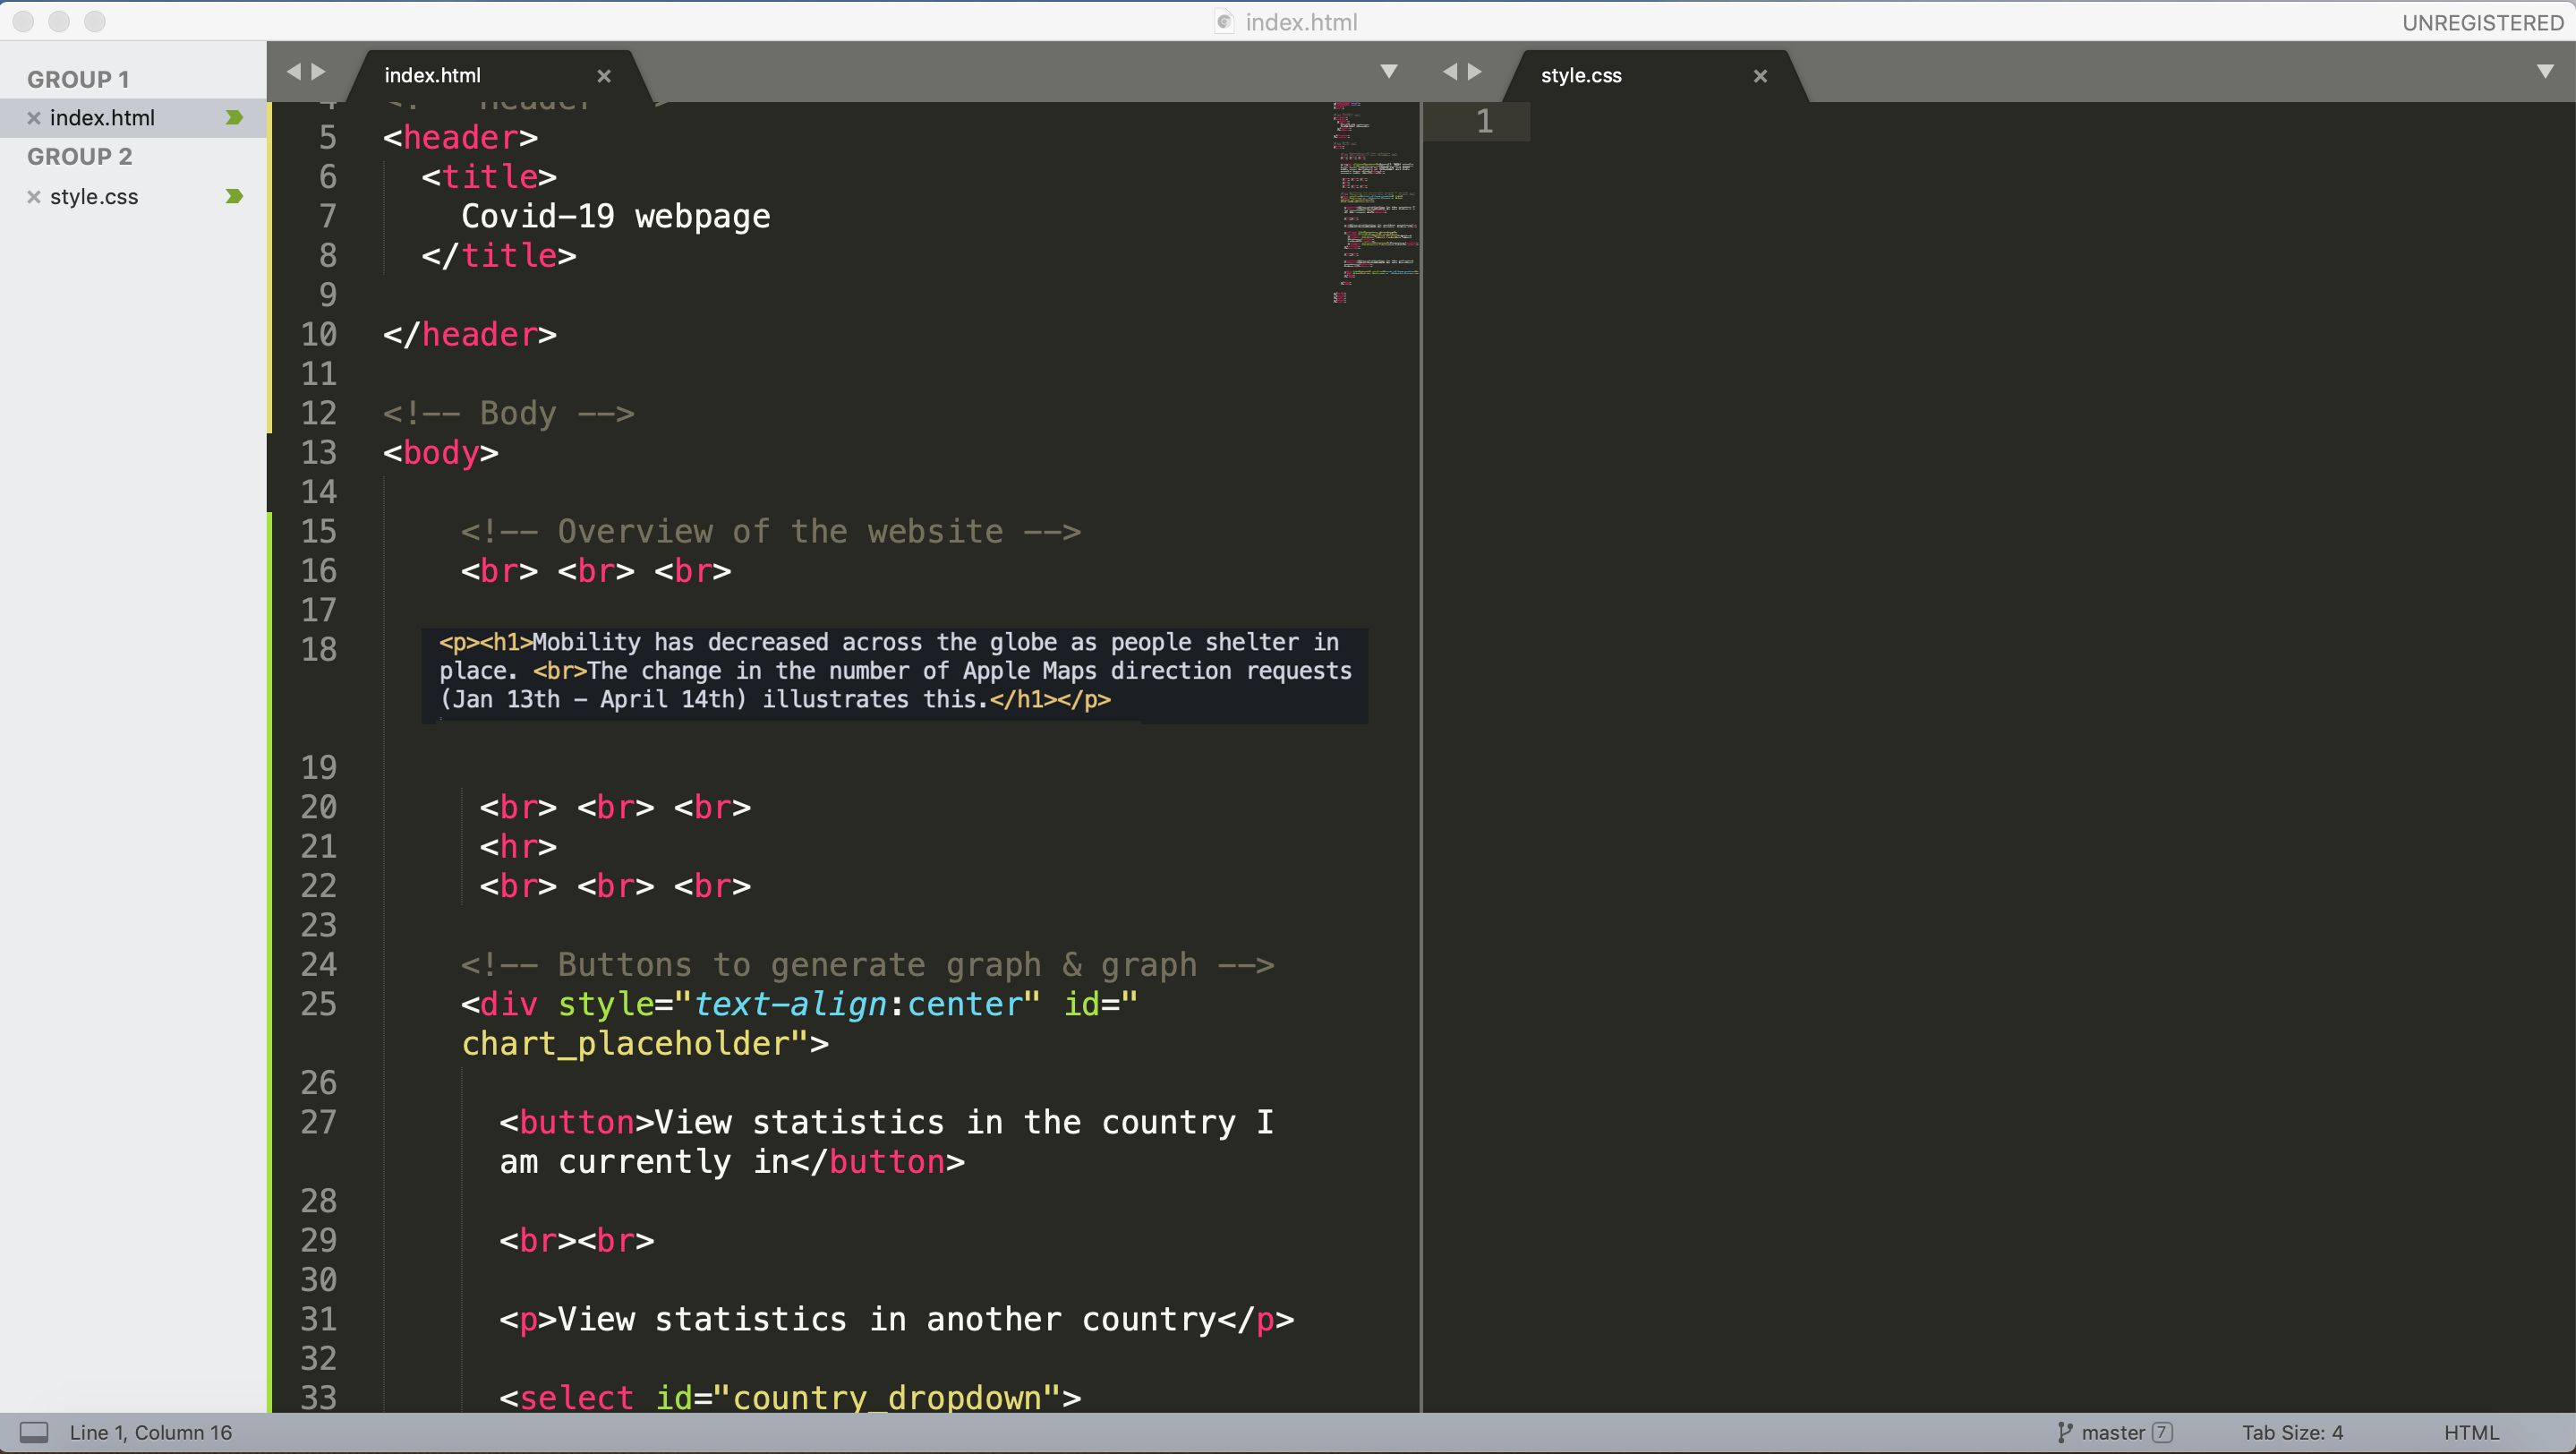 index.html
UNREGISTERED
GROUP 1
index.html
GROUP 2
style.css
index.html
style.css
5 <header>
6 <title>
7 Covid-19 webpage
8 </title>
9
10 </header>
11
12 <!-- Body -->
13 <body>
14
15 <!-- Overview of the website -->
16 <br> <br> <br>
17
18 <p><h1>Mobility has decreased across the globe as people shelter in
place. <br>The change in the number of Apple Maps direction requests
(Jan 13th - April 14th) illustrates this.</h1></p>
19
20 <br> <br> <br>
21 <hr>
22 <br> <br> <br>
23
24 <!-- Buttons to generate graph & graph -->
25 <div style="text-align:center" id="
chart_placeholder">
26
27 <button>View statistics in the country I
am currently in</button>
28
29 <br><br>
30
31 <p>View statistics in another country</p>
32
33 <select id="country_dropdown">
1
Line 1, Column 16
master 7
Tab Size: 4
HTML